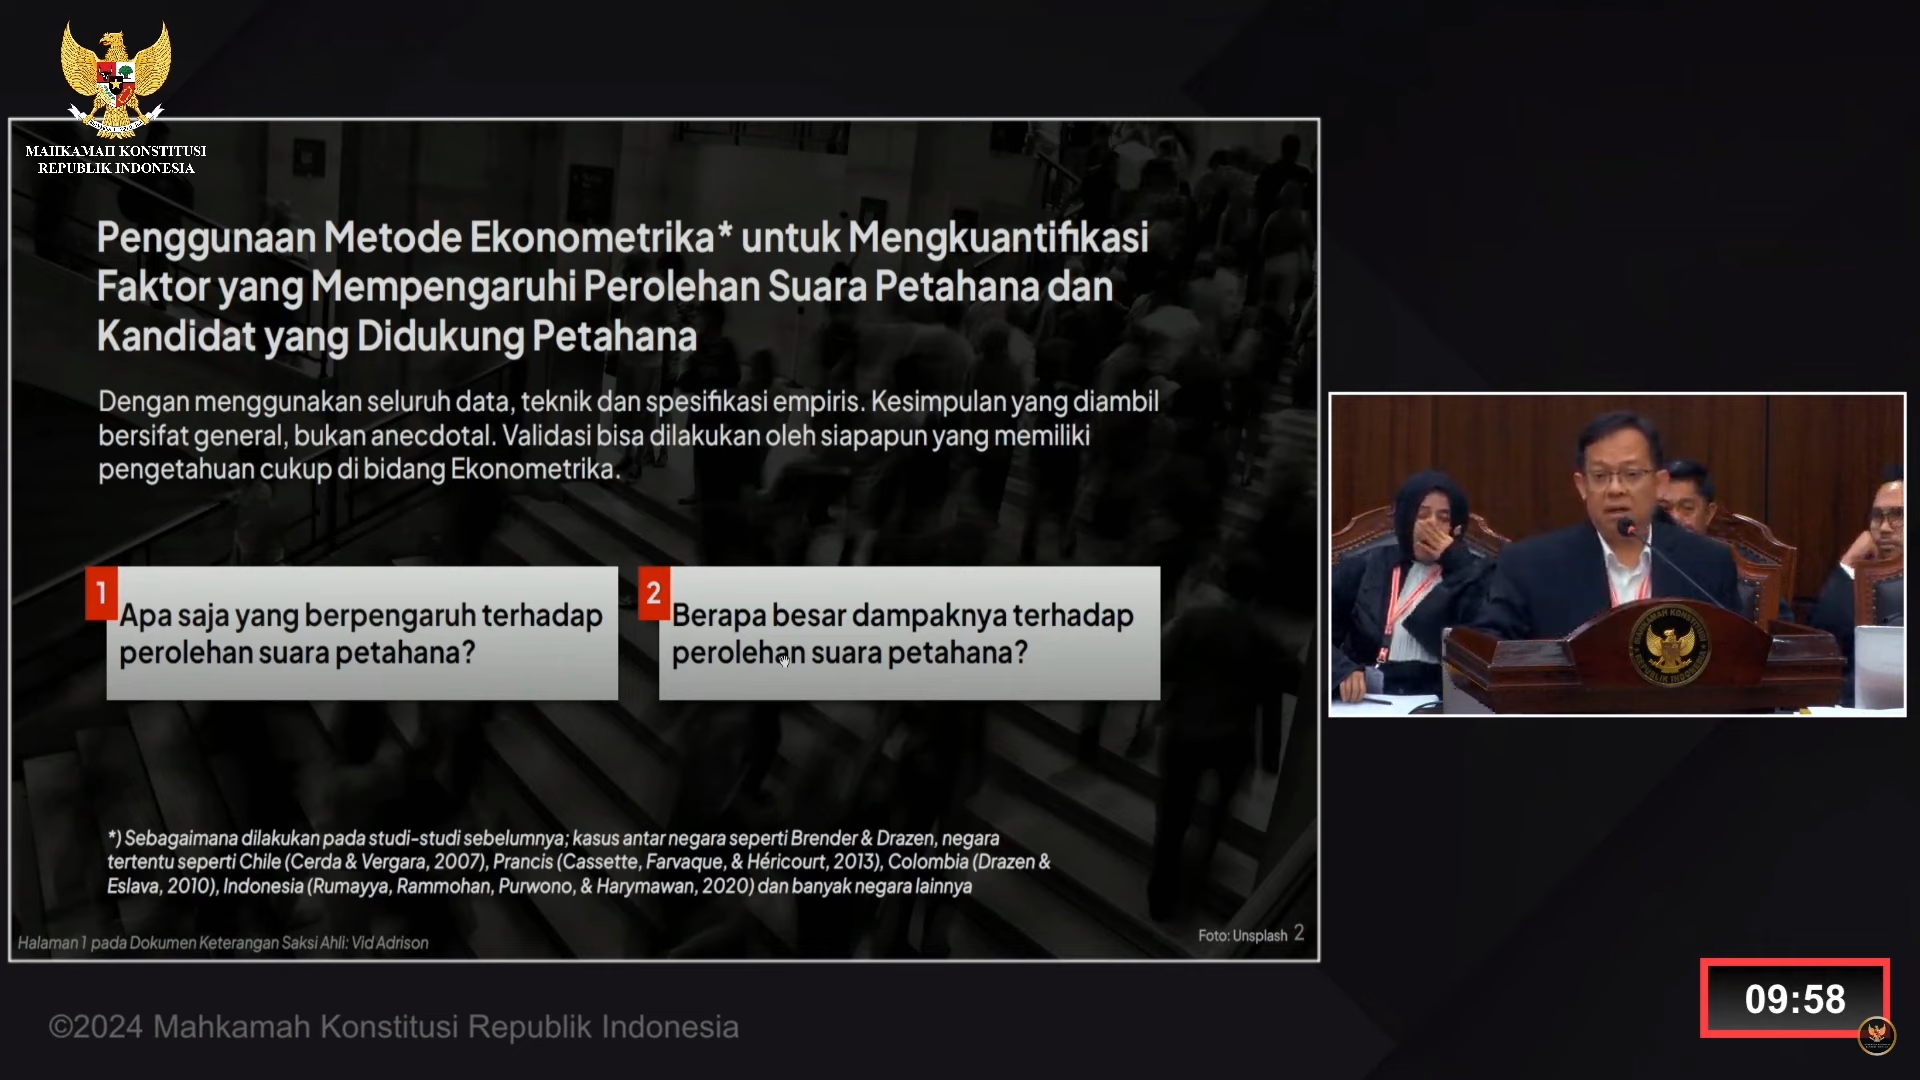 MAHKAMAH KONSTITUSI
REPUBLIK INDONESIA
Penggunaan Metode Ekonometrika* untuk Mengkuantifikasi
Faktor yang Mempengaruhi Perolehan Suara Petahana dan
Kandidat yang Didukung Petahana
Dengan menggunakan seluruh data, teknik dan spesifikasi empiris. Kesimpulan yang diambil
bersifat general, bukan anecdotal. Validasi bisa dilakukan oleh siapapun yang memiliki
pengetahuan cukup di bidang Ekonometrika.
1
Apa saja yang berpengaruh terhadap
perolehan suara petahana?
2
Berapa besar dampaknya terhadap
perolehan suara petahana?
*) Sebagaimana dilakukan pada studi-studi sebelumnya; kasus antar negara seperti Brender & Drazen, negara
tertentu seperti Chile (Cerda & Vergara, 2007), Prancis (Cassette, Farvaque, & Héricourt, 2013), Colombia (Drazen &
Eslava, 2010), Indonesia (Rumayya, Rammohan, Purwono, & Harymawan, 2020) dan banyak negara lainnya
Halaman 1 pada Dokumen Keterangan Saksi Ahli: Vid Adrison
Foto: Unsplash 2
MAHKAMAH KONSTITUSI
REPUBLIK INDONESIA
09:58
©2024 Mahkamah Konstitusi Republik Indonesia